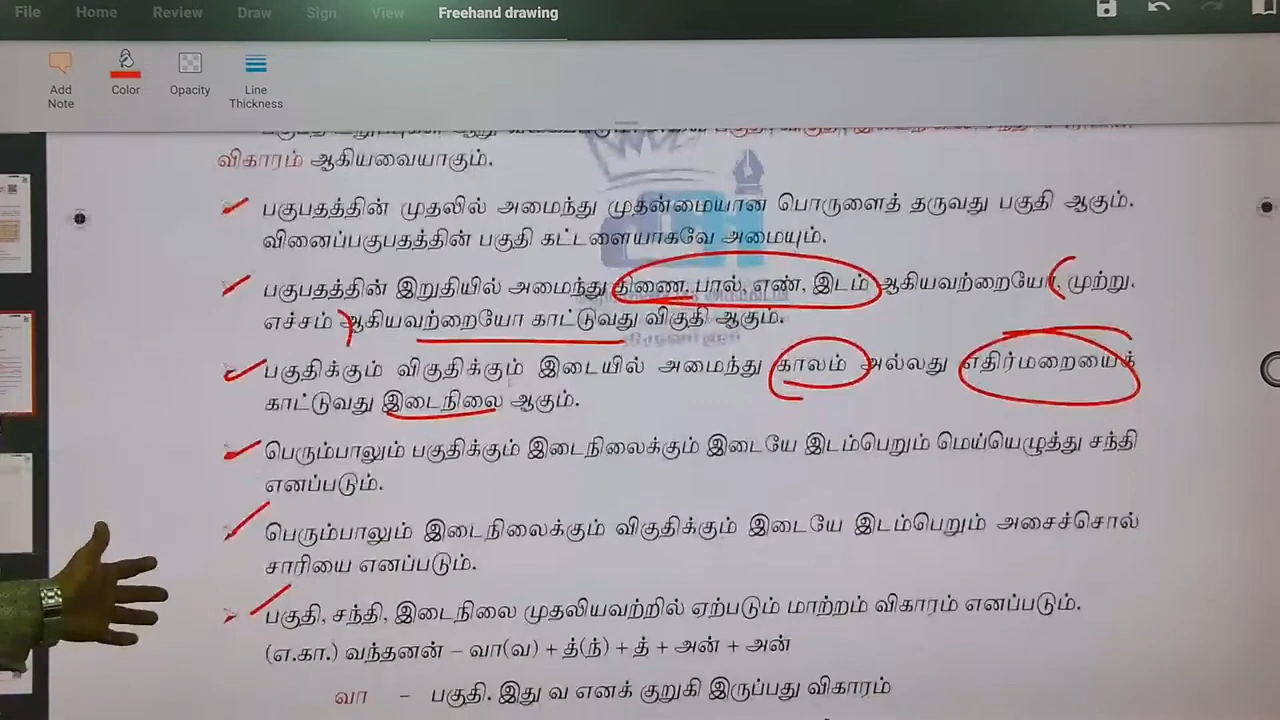 File Home Review Draw Sign View Freehand drawing
Add Note Color Opacity Line Thickness
விகாரம் ஆகியவையாகும்.
பகுபதத்தின் முதலில் அமைந்து முதன்மையான பொருளைத் தருவது பகுதி ஆகும்.
வினைப்பகுபதத்தின் பகுதி கட்டளையாகவே அமையும்.
பகுபதத்தின் இறுதியில் அமைந்து திணை, பால், எண், இடம் ஆகியவற்றையோ, முற்று,
எச்சம் ஆகியவற்றையோ காட்டுவது விகுதி ஆகும்.
பகுதிக்கும் விகுதிக்கும் இடையில் அமைந்து காலம் அல்லது எதிர்மறையைக்
காட்டுவது இடைநிலை ஆகும்.
பெரும்பாலும் பகுதிக்கும் இடைநிலைக்கும் இடையே இடம்பெறும் மெய்யெழுத்து சந்தி
எனப்படும்.
பெரும்பாலும் இடைநிலைக்கும் விகுதிக்கும் இடையே இடம்பெறும் அசைச்சொல்
சாரியை எனப்படும்.
பகுதி, சந்தி, இடைநிலை முதலியவற்றில் ஏற்படும் மாற்றம் விகாரம் எனப்படும்.
(எ.கா.) வந்தனன் – வா(வ) + த்(ந்) + த் + அன் + அன்
வா – பகுதி. இது வ எனக் குறுகி இருப்பது விகாரம்